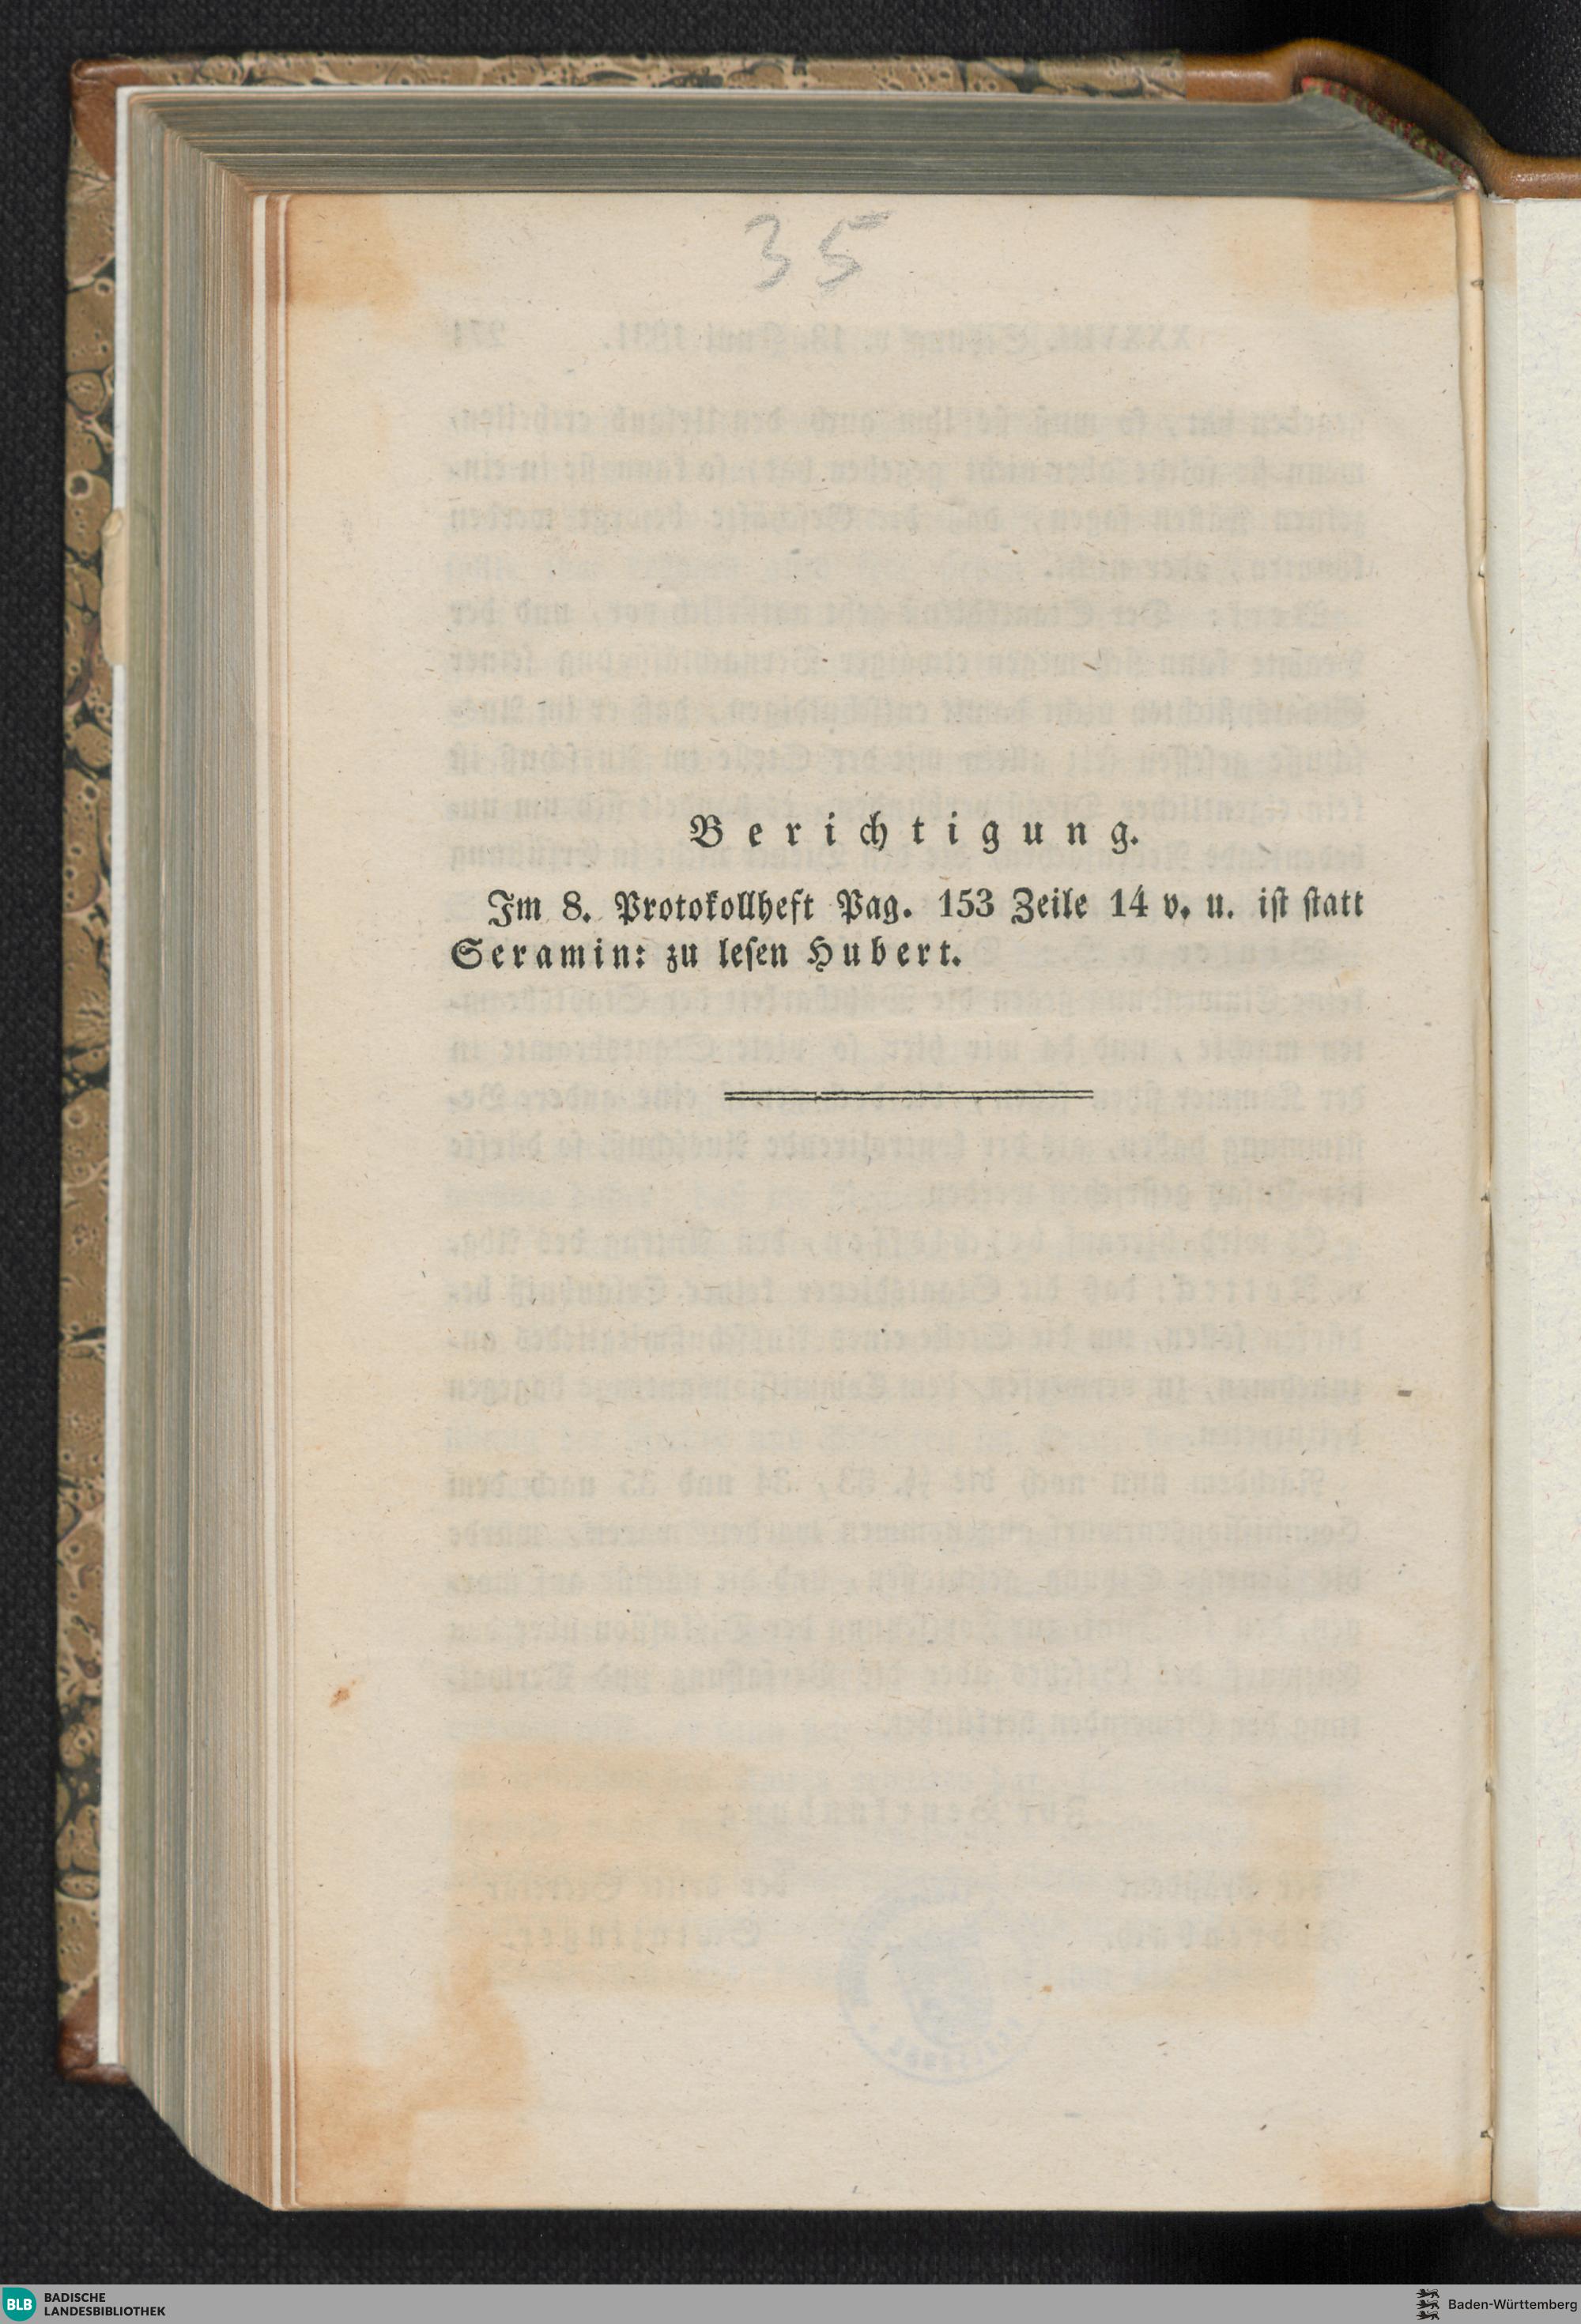 35
Berichtigung.
Im 8. Protokollheft Pag. 153 Zeile 14 v. u. ist statt
Seramin: zu lesen Hubert.
BLB BADISCHE
LANDESBIBLIOTHEK
Baden-Württemberg